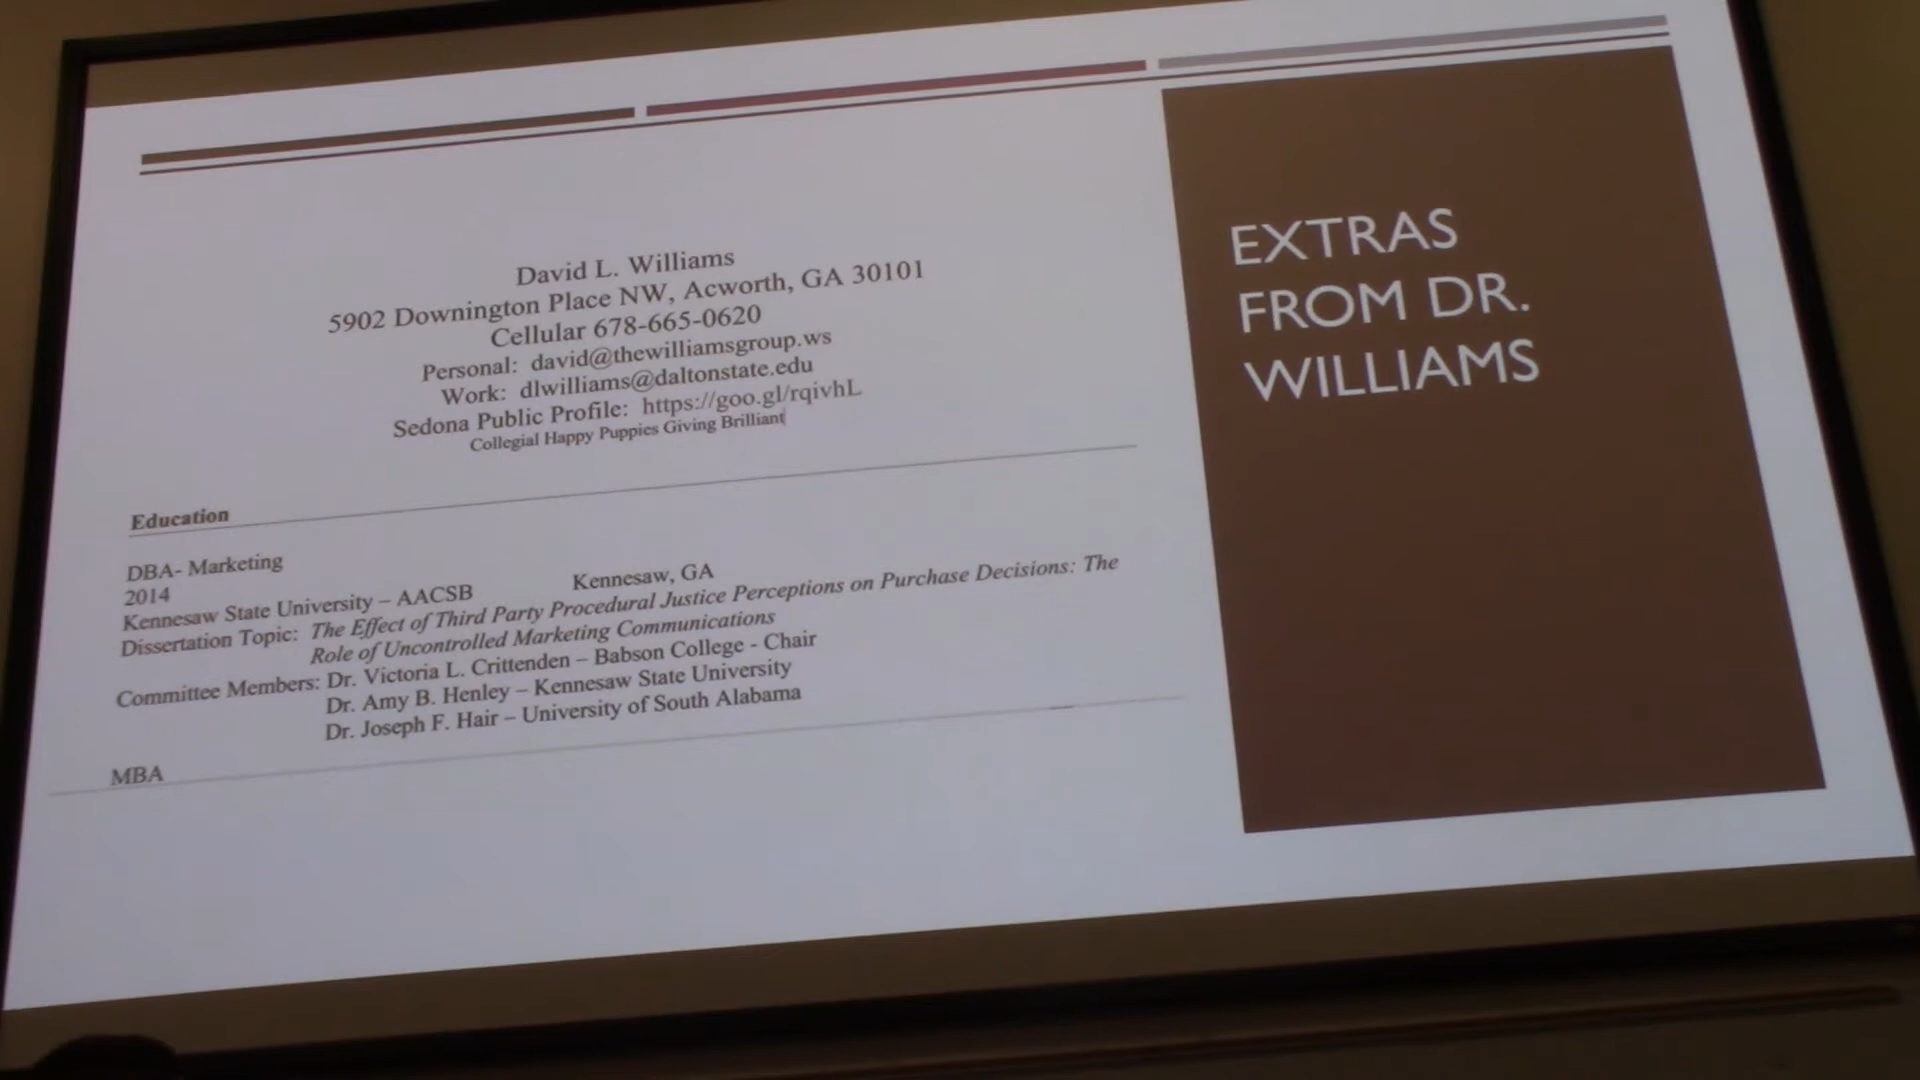 David L. Williams
5902 Downington Place NW, Acworth, GA 30101
Cellular 678-665-0620
Personal: david@thewilliamsgroup.ws
Work: dlwilliams@daltonstate.edu
Sedona Public Profile: https://goo.gl/rqivhL
Collegial Happy Puppies Giving Brilliant
Education
DBA- Marketing
2014
Kennesaw State University – AACSB Kennesaw, GA
Dissertation Topic: The Effect of Third Party Procedural Justice Perceptions on Purchase Decisions: The
Role of Uncontrolled Marketing Communications
Committee Members: Dr. Victoria L. Crittenden – Babson College - Chair
Dr. Amy B. Henley – Kennesaw State University
Dr. Joseph F. Hair – University of South Alabama
MBA
EXTRAS
FROM DR.
WILLIAMS